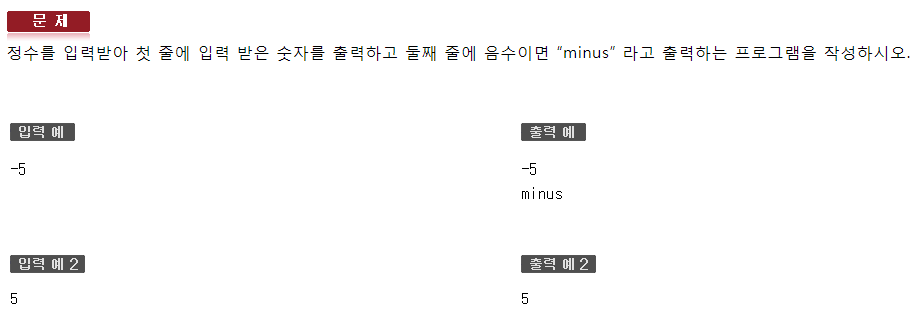 문 제
정수를 입력받아 첫 줄에 입력 받은 숫자를 출력하고 둘째 줄에 음수이면 “minus” 라고 출력하는 프로그램을 작성하시오.
입력 예
-5
출력 예
-5
minus
입력 예 2
5
출력 예 2
5